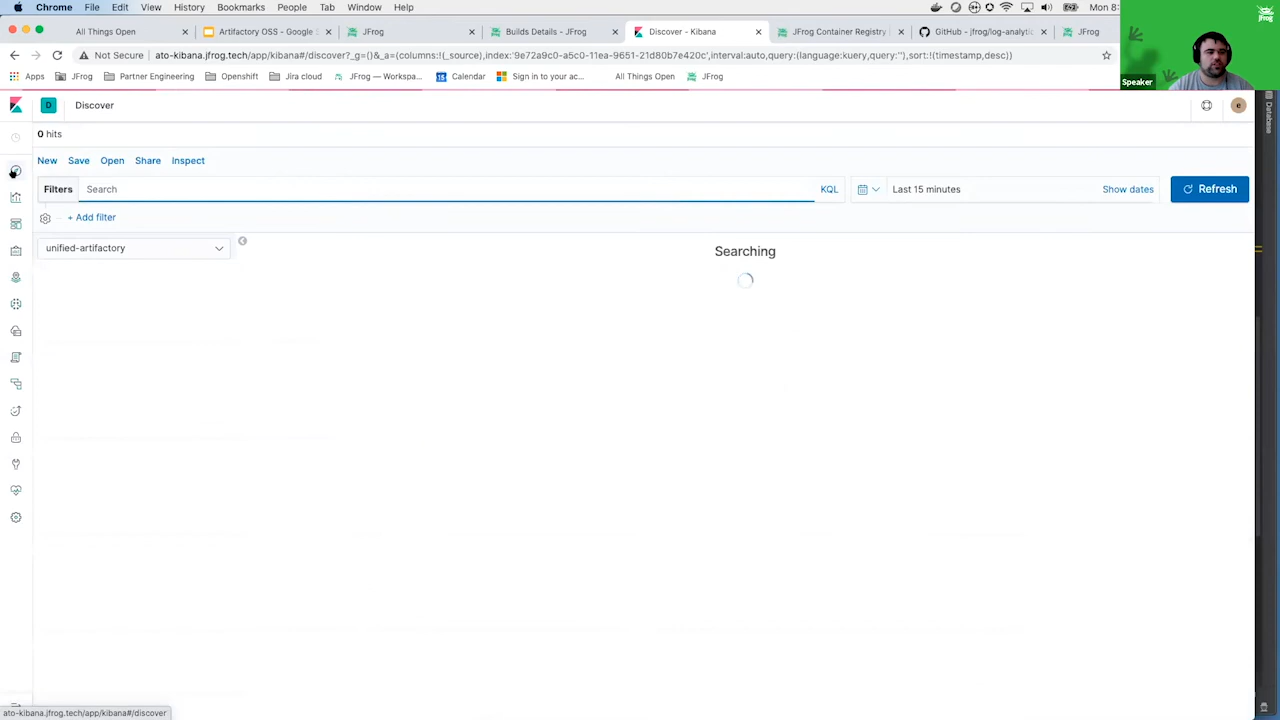 Chrome File Edit View History Bookmarks People Tab Window Help Mon 8:
JFrog
All Things Open
Artifactory OSS - Google S
JFrog
Builds Details - JFrog
Discover - Kibana
JFrog Container Registry
GitHub - jfrog/log-analytic
JFrog
Not Secure ato-kibana.jfrog.tech/app/kibana#/discover?_g=()&_a=(columns:!(_source),index:'9e72a9c0-a5c0-11ea-9651-21d80b7e420c',interval:auto,query:(language:kuery,query:''),sort:!(timestamp,desc))
Apps JFrog Partner Engineering Openshift Jira cloud JFrog — Workspa... Calendar Sign in to your ac... All Things Open JFrog
Speaker
D Discover e
Database
0 hits
New Save Open Share Inspect
Filters Search KQL Last 15 minutes Show dates Refresh
+ Add filter
unified-artifactory
Searching
ato-kibana.jfrog.tech/app/kibana#/discover